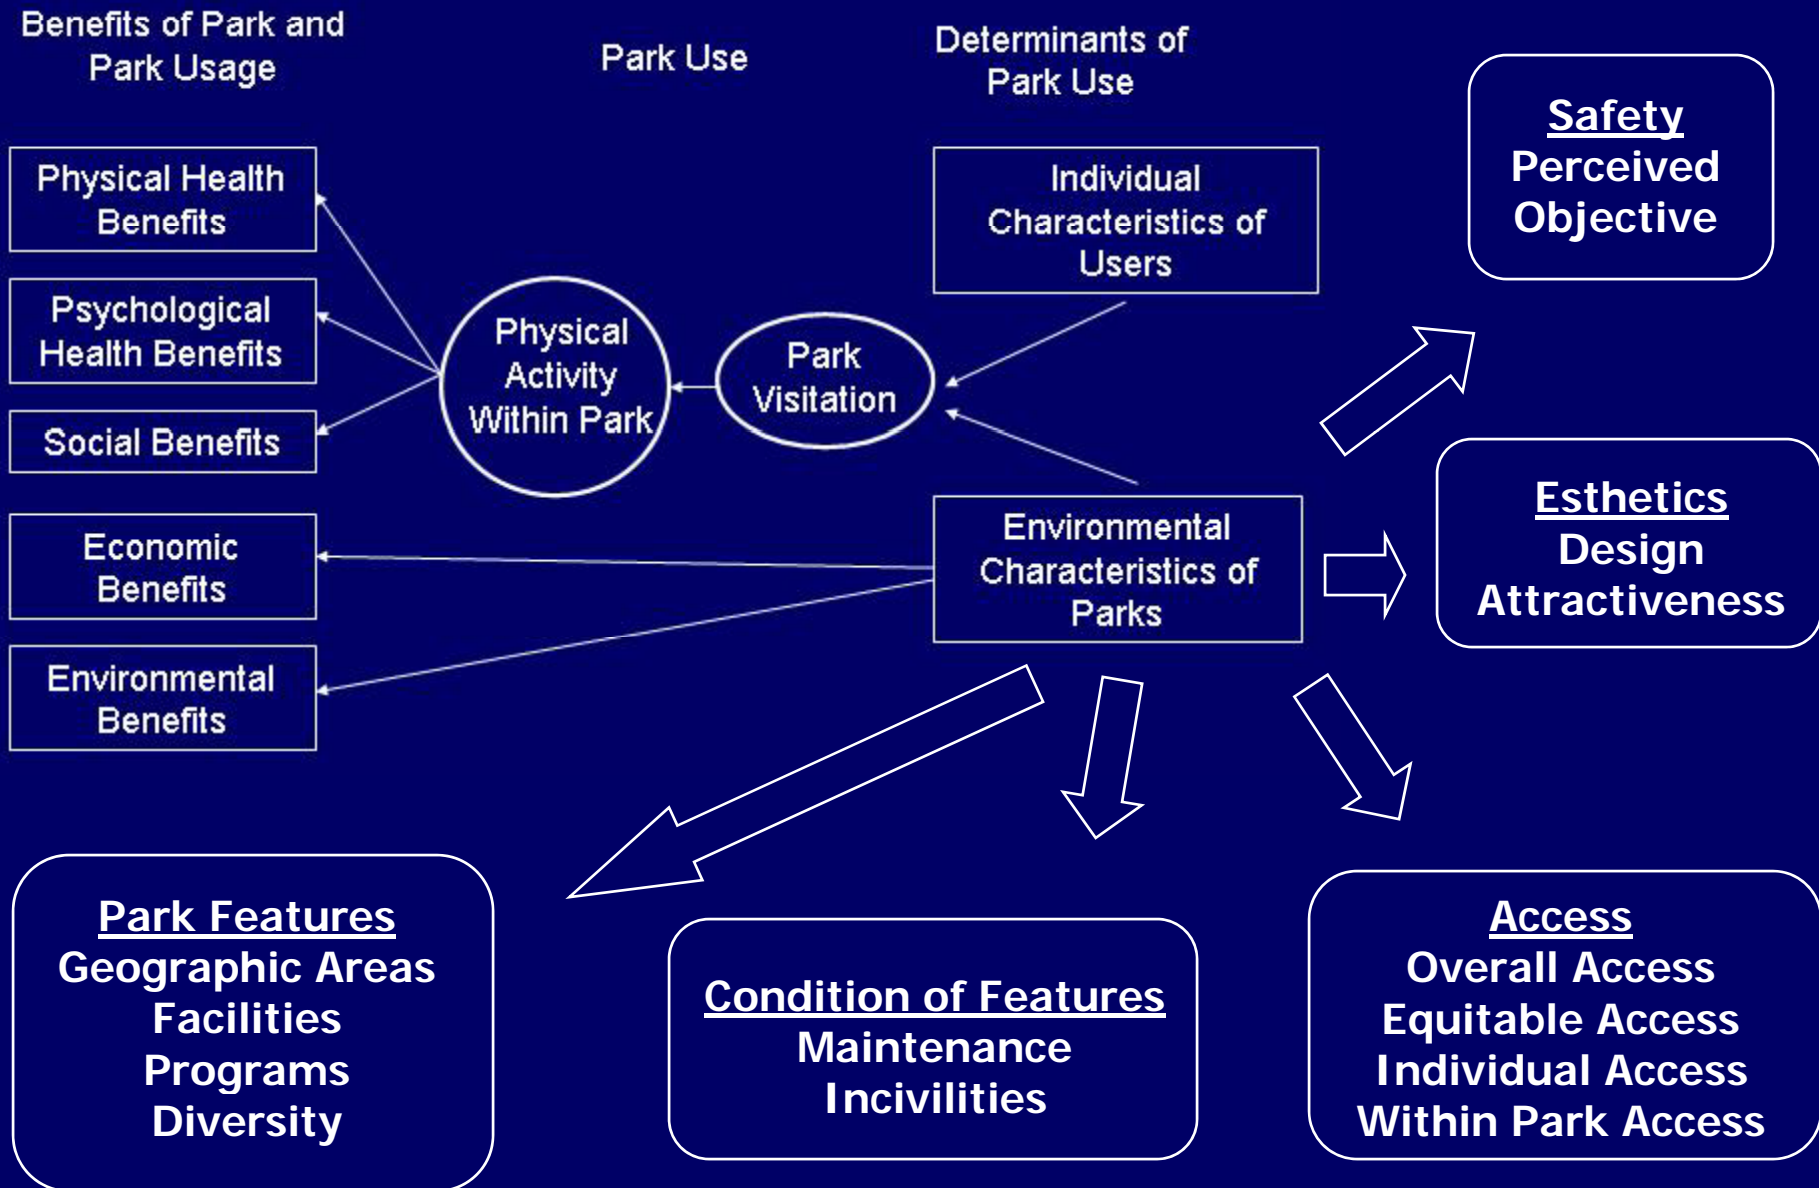 Benefits of Park and
Park Usage
Park Use
Determinants of
Park Use
Physical Health
Benefits
Psychological
Health Benefits
Social Benefits
Economic
Benefits
Environmental
Benefits
Physical
Activity
Within Park
Park
Visitation
Individual
Characteristics of
Users
Environmental
Characteristics of
Parks
Safety
Perceived
Objective
Esthetics
Design
Attractiveness
Park Features
Geographic Areas
Facilities
Programs
Diversity
Condition of Features
Maintenance
Incivilities
Access
Overall Access
Equitable Access
Individual Access
Within Park Access